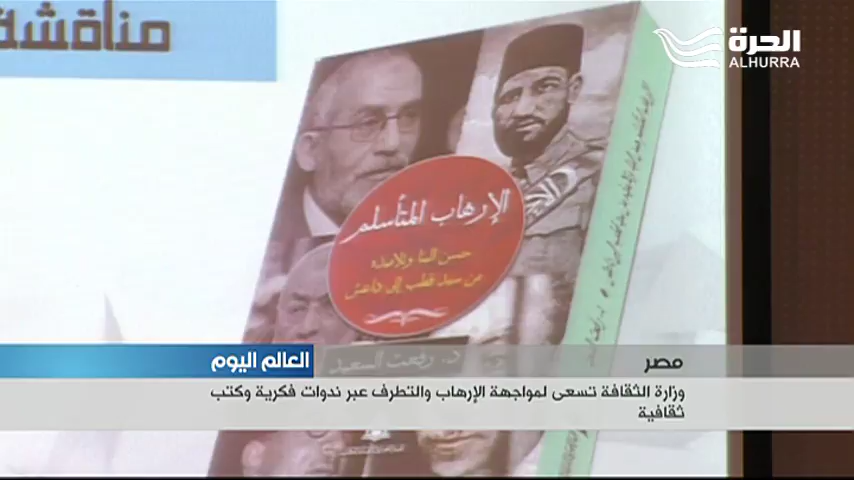 مناقشة
الحرة
ALHURRA
الإرهاب المتأسلم
حسن البنا وتلامذه
من سيد قطب إلى داعش
د. رفعت السعيد
العالم اليوم
مصر
وزارة الثقافة تسعى لمواجهة الإرهاب والتطرف عبر ندوات فكرية وكتب
ثقافية